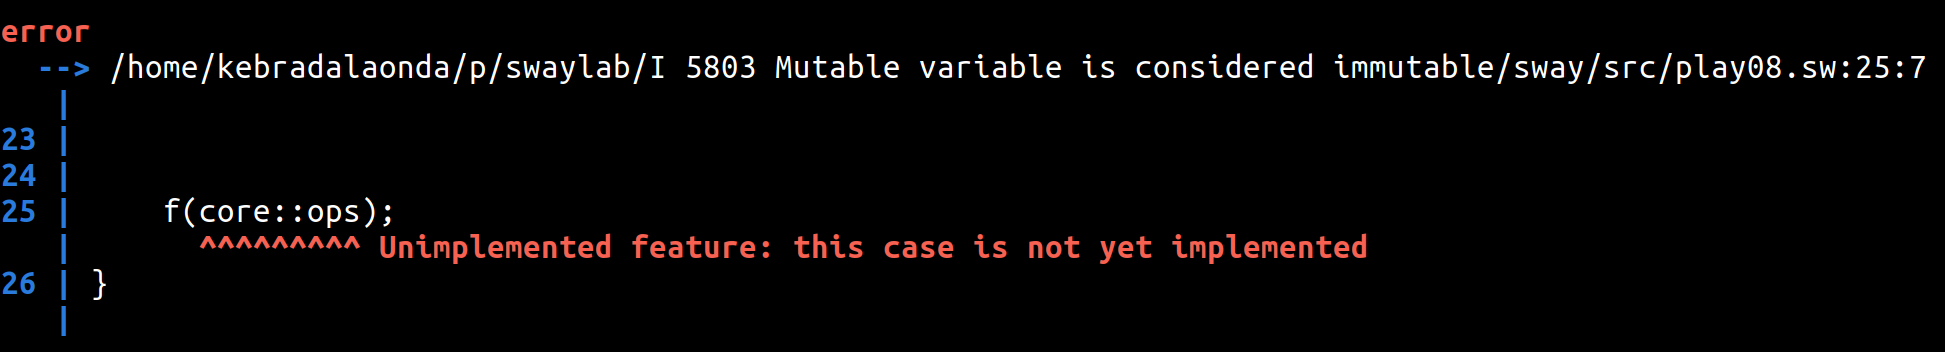 error
--> /home/kebradalaonda/p/swaylab/I 5803 Mutable variable is considered immutable/sway/src/play08.sw:25:7
|
23 |
24 |
25 | f(core::ops);
| ^^^^^^^^^ Unimplemented feature: this case is not yet implemented
26 | }
|